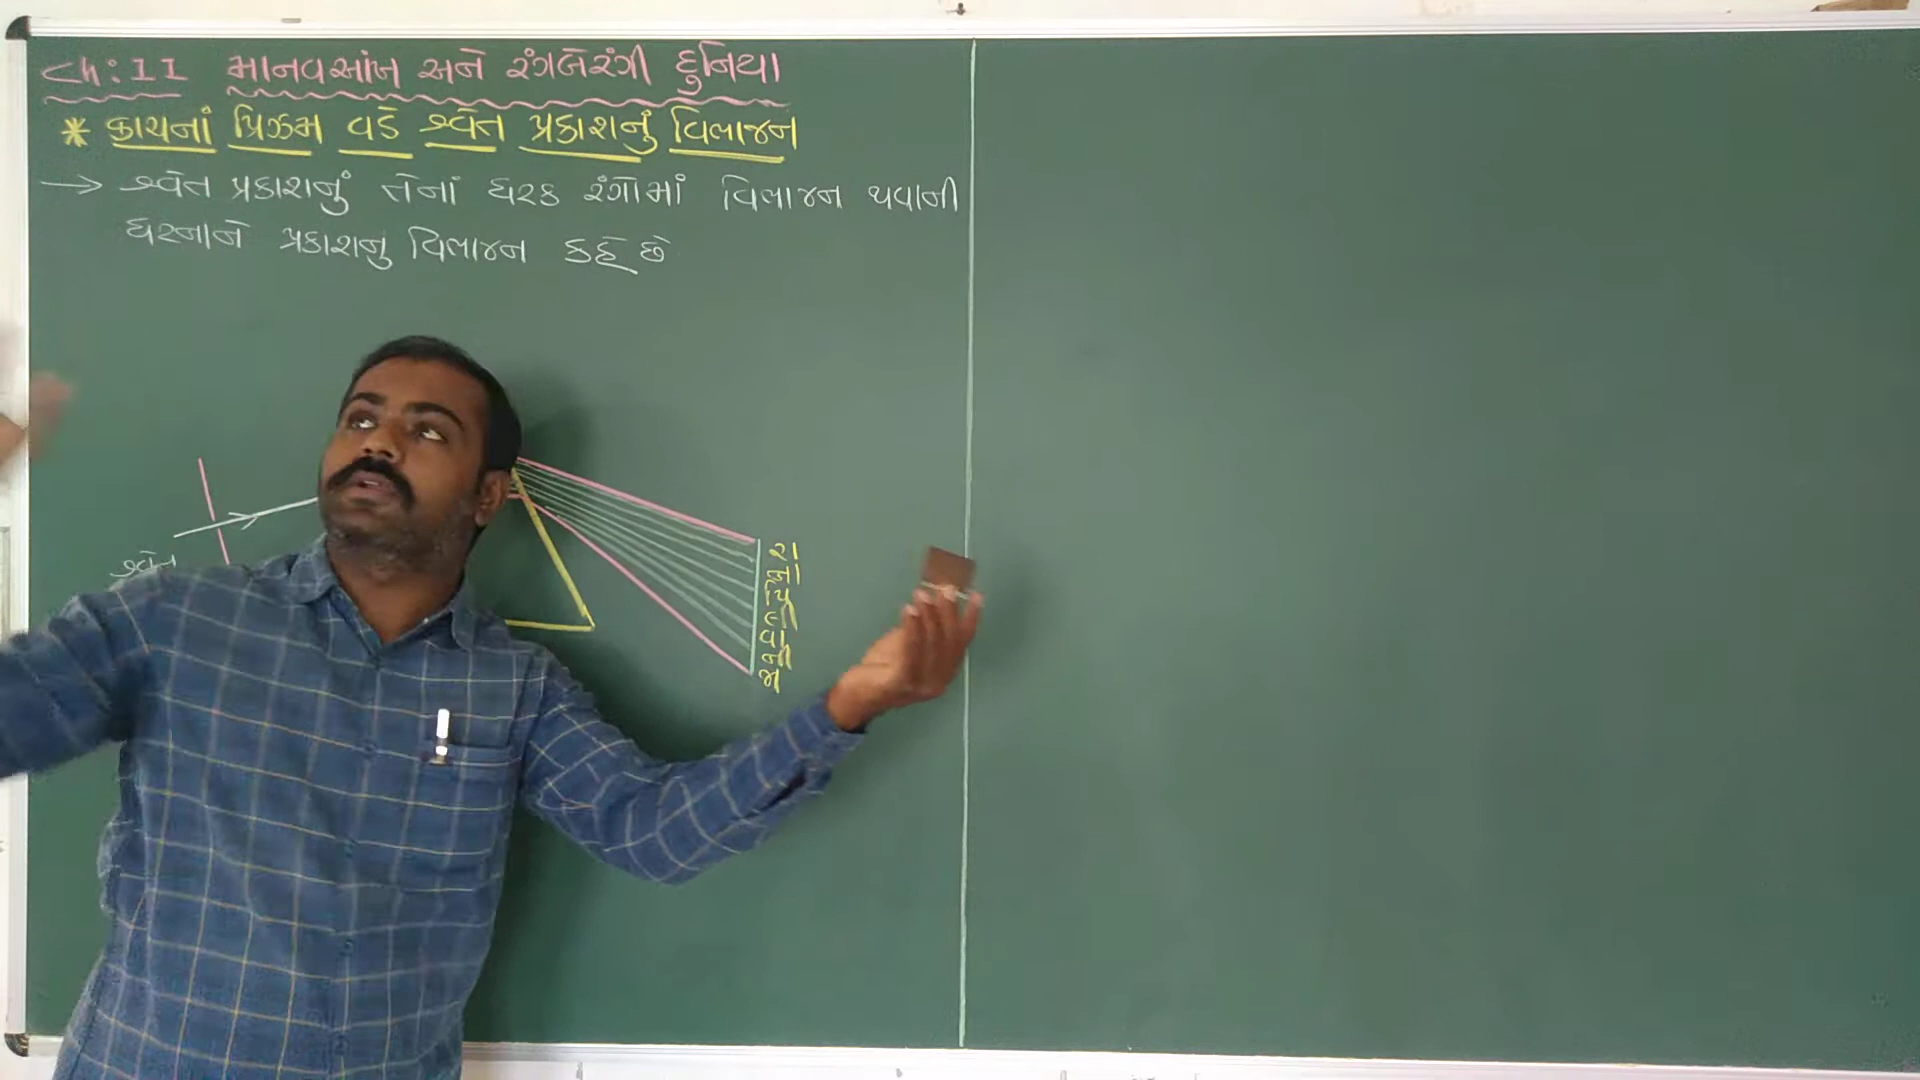 Ch:11 માનવઆંખ અને રંગબેરંગી દુનિયા
* કાચનાં પ્રિઝમ વડે શ્વેત પ્રકાશનું વિભાજન
→ શ્વેત પ્રકાશનું તેનાં ઘટક રંગોમાં વિભાજન થવાની
ઘટનાને પ્રકાશનુ વિભાજન કહે છે
શ્વેત
રા
ના
પી
લી
વા
ની
જા